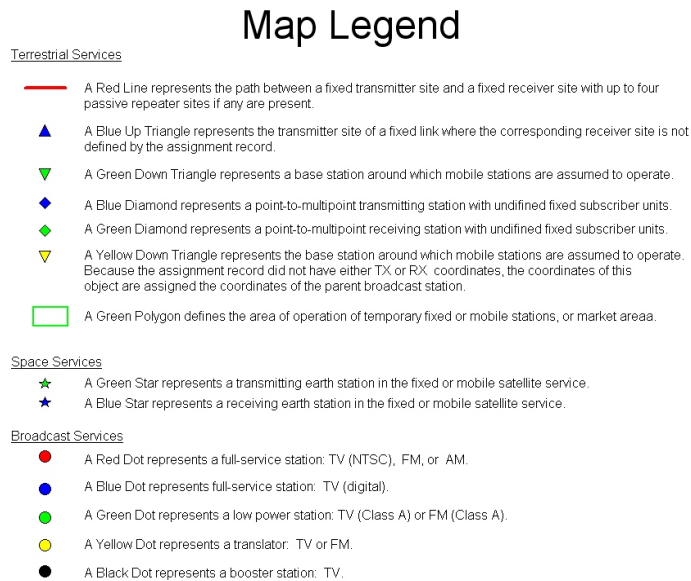 Map Legend
Terrestrial Services
A Red Line represents the path between a fixed transmitter site and a fixed receiver site with up to four
passive repeater sites if any are present.
A Blue Up Triangle represents the transmitter site of a fixed link where the corresponding receiver site is not
defined by the assignment record.
A Green Down Triangle represents a base station around which mobile stations are assumed to operate.
A Blue Diamond represents a point-to-multipoint transmitting station with undifined fixed subscriber units.
A Green Diamond represents a point-to-multipoint receiving station with undifined fixed subscriber units.
A Yellow Down Triangle represents the base station around which mobile stations are assumed to operate.
Because the assignment record did not have either TX or RX coordinates, the coordinates of this
object are assigned the coordinates of the parent broadcast station.
A Green Polygon defines the area of operation of temporary fixed or mobile stations, or market areaa.
Space Services
A Green Star represents a transmitting earth station in the fixed or mobile satellite service.
A Blue Star represents a receiving earth station in the fixed or mobile satellite service.
Broadcast Services
A Red Dot represents a full-service station: TV (NTSC), FM, or AM.
A Blue Dot represents full-service station: TV (digital).
A Green Dot represents a low power station: TV (Class A) or FM (Class A).
A Yellow Dot represents a translator: TV or FM.
A Black Dot represents a booster station: TV.